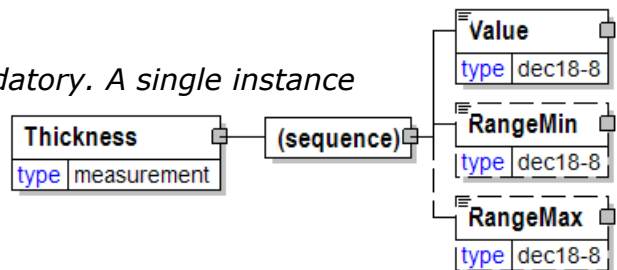 Value
type dec18-8
datory. A single instance
Thickness
type measurement
(sequence)
RangeMin
type dec18-8
RangeMax
type dec18-8